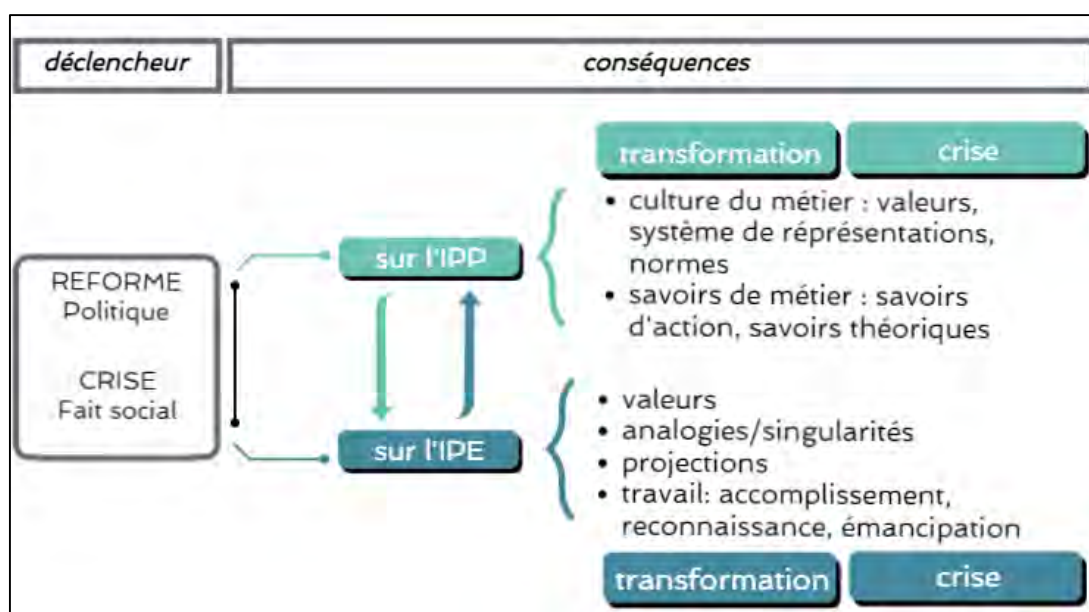 déclencheur
conséquences
transformation
crise
• culture du métier : valeurs,
système de réprésentations,
normes
• savoirs de métier : savoirs
d'action, savoirs théoriques
sur l'IPP
REFORME
Politique
CRISE
Fait social
sur l'IPE
• valeurs
• analogies/singularités
• projections
• travail: accomplissement,
reconnaissance, émancipation
transformation
crise